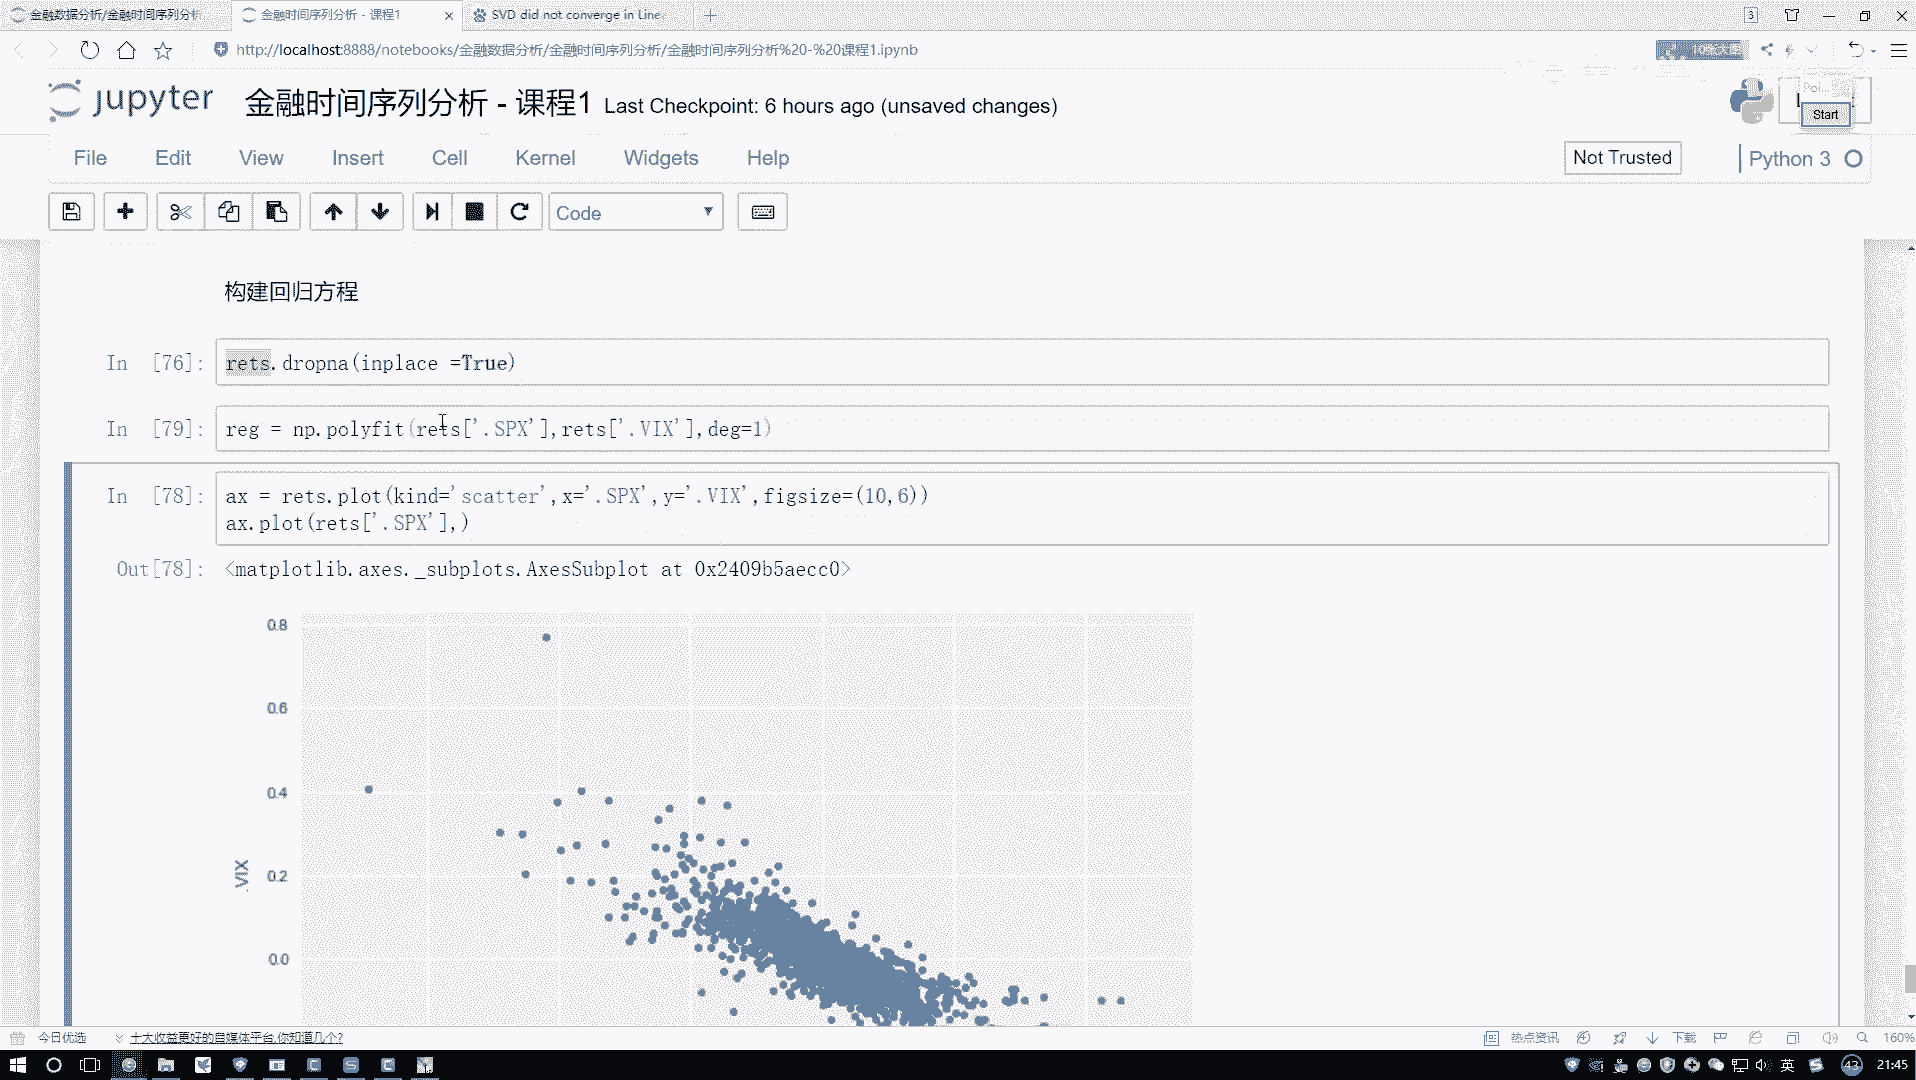 金融数据分析/金融时间序列分析
金融时间序列分析 - 课程1
SVD did not converge in Line
3
http://localhost:8888/notebooks/金融数据分析/金融时间序列分析/金融时间序列分析%20-%20课程1.ipynb
jupyter 金融时间序列分析 - 课程1 Last Checkpoint: 6 hours ago (unsaved changes)
Poi...
Start
File Edit View Insert Cell Kernel Widgets Help
Not Trusted
Python 3
Code
构建回归方程
In [76]: rets.dropna(inplace =True)
In [79]: reg = np.polyfit(rets['.SPX'],rets['.VIX'],deg=1)
In [78]: ax = rets.plot(kind='scatter',x='.SPX',y='.VIX',figsize=(10,6))
ax.plot(rets['.SPX'],)
Out[78]: <matplotlib.axes._subplots.AxesSubplot at 0x2409b5aecc0>
0.8
0.6
0.4
0.2
0.0
.VIX
今日优选
十大收益更好的自媒体平台,你知道几个?
热点资讯
下载
160%
英
43
21:45